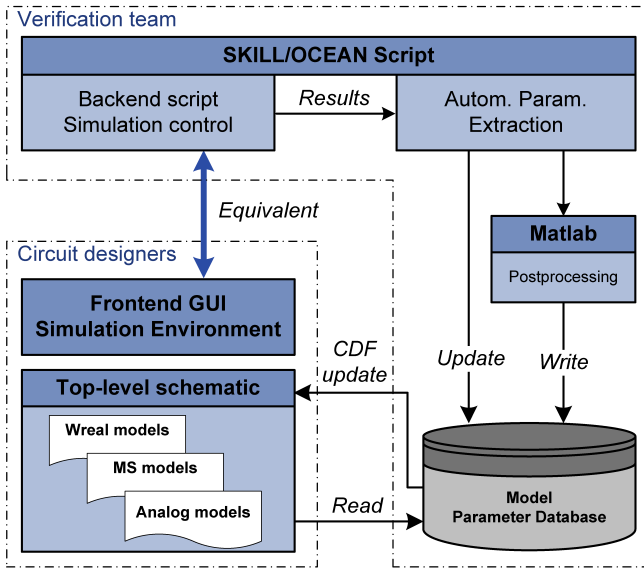 Verification team
SKILL/OCEAN Script
Backend script
Simulation control
Results
Autom. Param.
Extraction
Equivalent
Matlab
Postprocessing
Circuit designers
Frontend GUI
Simulation Environment
CDF
update
Update
Write
Top-level schematic
Wreal models
MS models
Analog models
Read
Model
Parameter Database